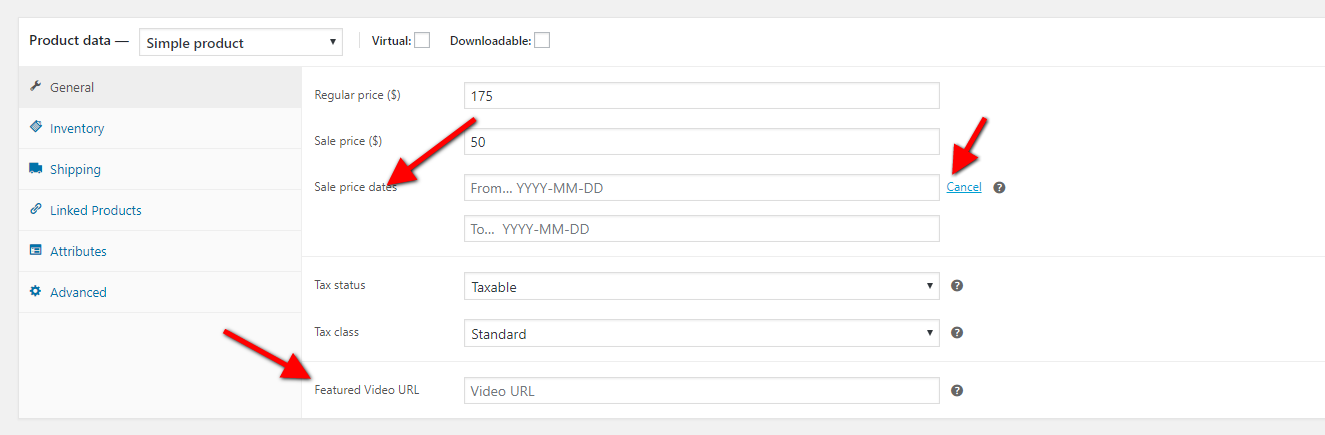 Product data — Simple product Virtual: Downloadable:
General
Inventory
Shipping
Linked Products
Attributes
Advanced
Regular price ($) 175
Sale price ($) 50
Sale price dates From... YYYY-MM-DD Cancel ?
To... YYYY-MM-DD
Tax status Taxable ?
Tax class Standard ?
Featured Video URL Video URL ?